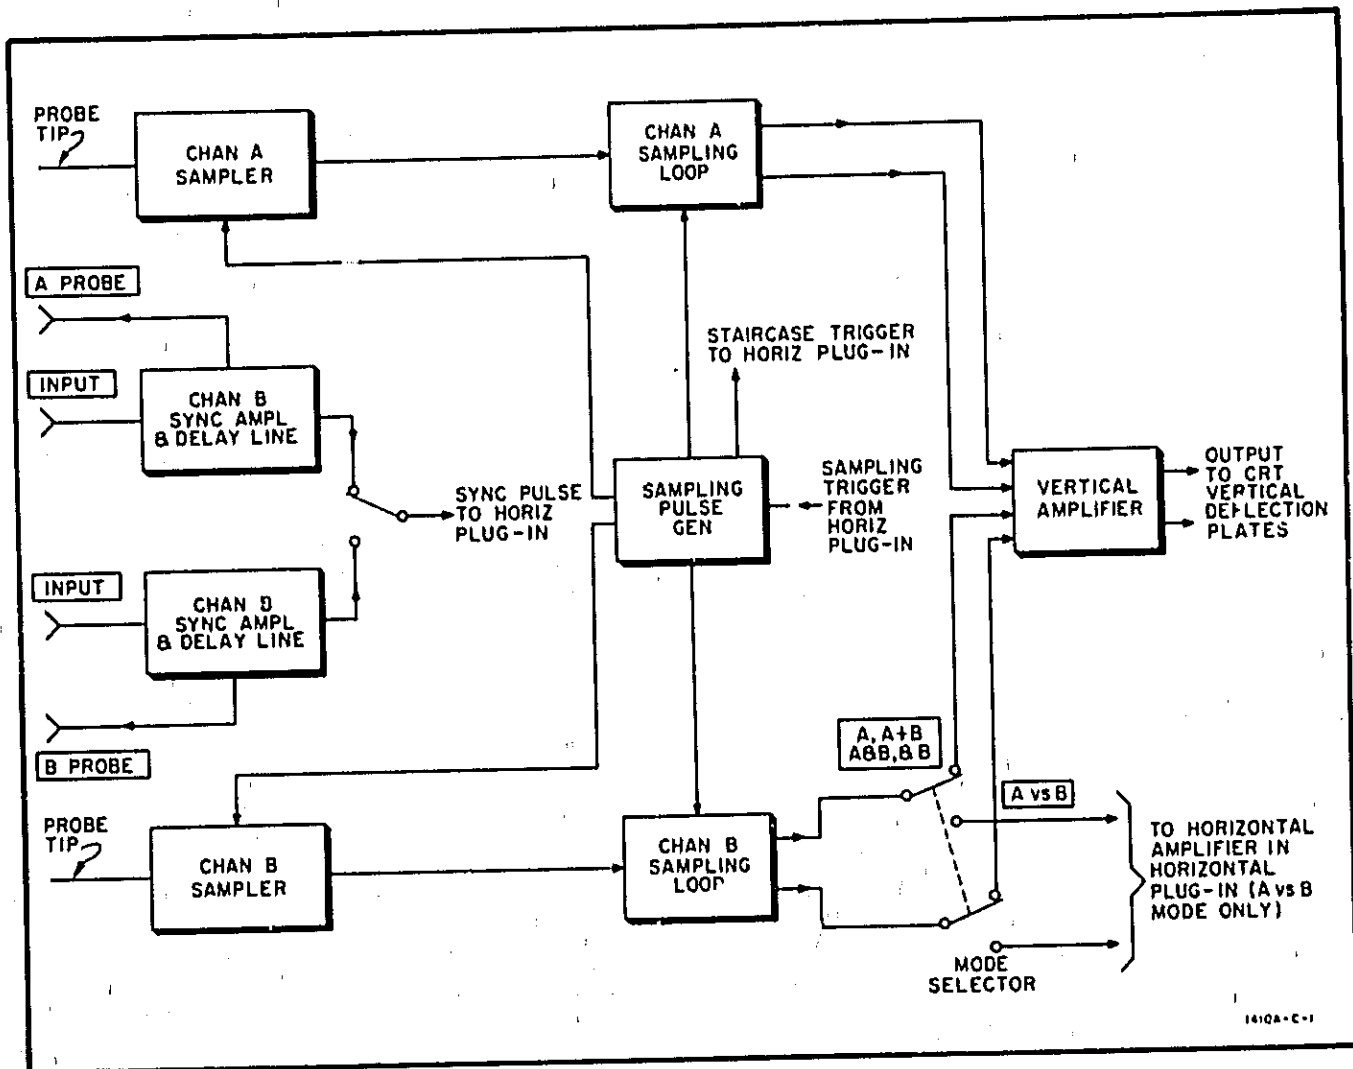 PROBE
TIP
CHAN A
SAMPLER
CHAN A
SAMPLING
LOOP
A PROBE
STAIRCASE TRIGGER
TO HORIZ PLUG-IN
INPUT
CHAN B
SYNC AMPL
& DELAY LINE
SYNC PULSE
TO HORIZ
PLUG-IN
SAMPLING
PULSE
GEN
SAMPLING
TRIGGER
FROM
HORIZ
PLUG-IN
VERTICAL
AMPLIFIER
OUTPUT
TO CRT
VERTICAL
DEFLECTION
PLATES
INPUT
CHAN B
SYNC AMPL
& DELAY LINE
B PROBE
A, A+B
A&B, & B
A vs B
PROBE
TIP
CHAN B
SAMPLER
CHAN B
SAMPLING
LOOP
TO HORIZONTAL
AMPLIFIER IN
HORIZONTAL
PLUG-IN (A vs B
MODE ONLY)
MODE
SELECTOR
1410A-C-1